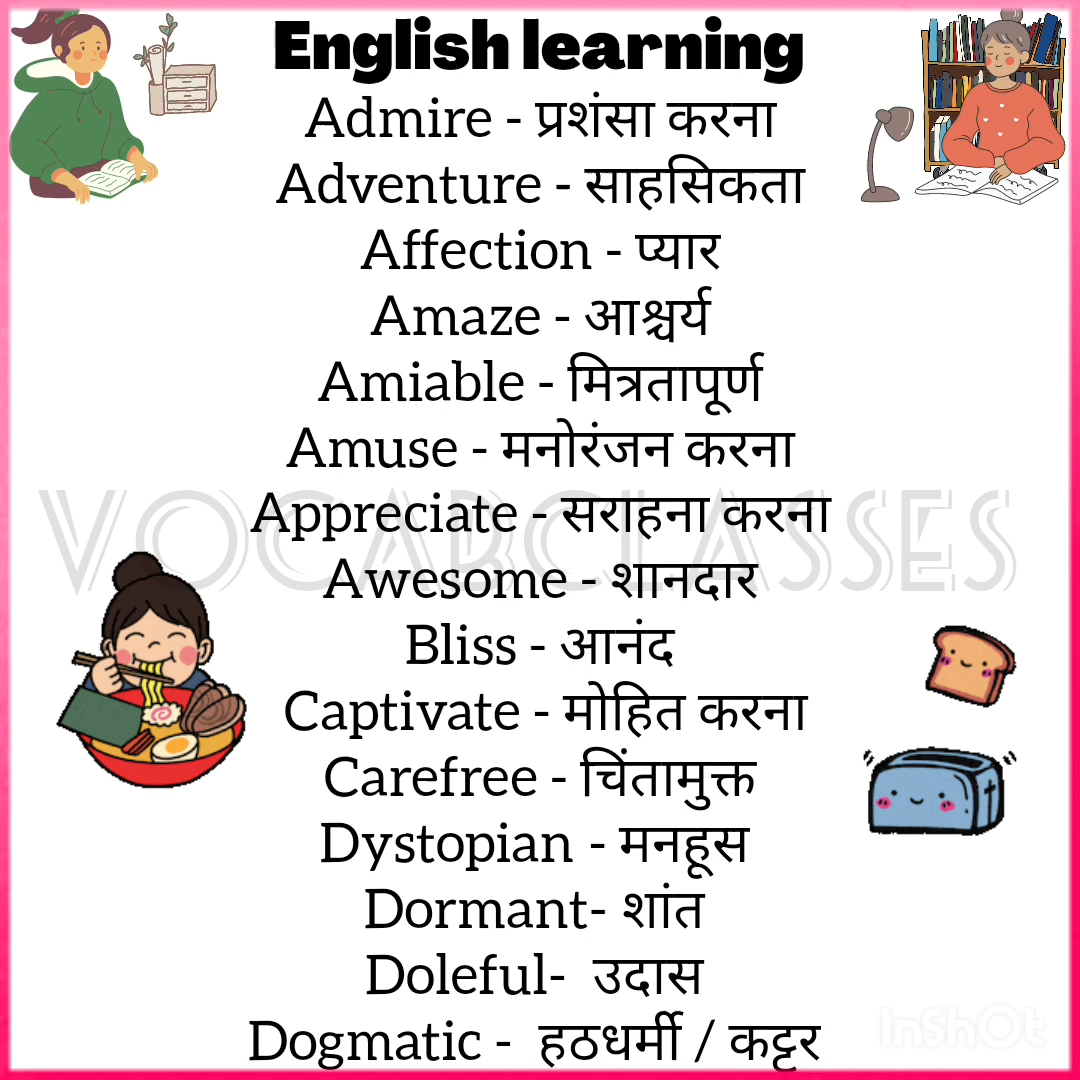 English learning
Admire - प्रशंसा करना
Adventure - साहसिकता
Affection - प्यार
Amaze - आश्चर्य
Amiable - मित्रतापूर्ण
Amuse - मनोरंजन करना
Appreciate - सराहना करना
VOCABCLASSES
Awesome - शानदार
Bliss - आनंद
Captivate - मोहित करना
Carefree - चिंतामुक्त
Dystopian - मनहूस
Dormant- शांत
Doleful- उदास
Dogmatic - हठधर्मी / कट्टर
InShOt